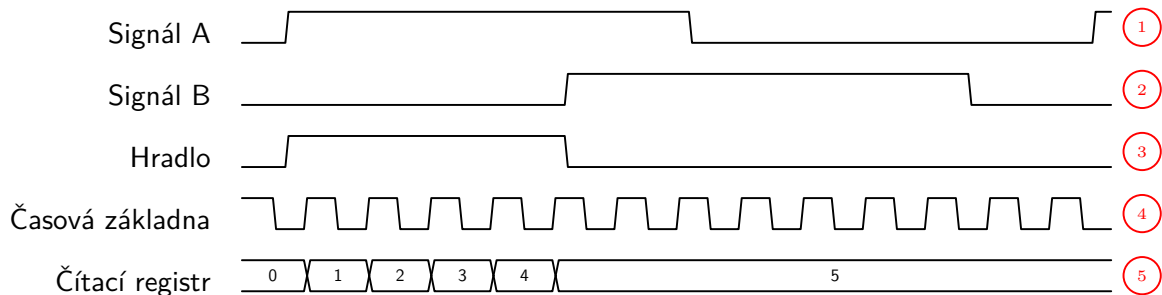 Signál A 1
Signál B 2
Hradlo 3
Časová základna 4
Čítací registr 0 1 2 3 4 5 5